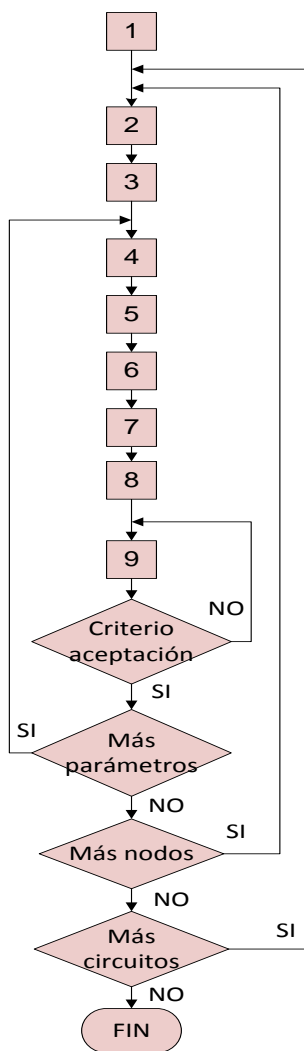 1
2
3
4
5
6
7
8
9
NO
Criterio
aceptación
SI
SI
Más
parámetros
NO
SI
Más nodos
NO
SI
Más
circuitos
NO
FIN